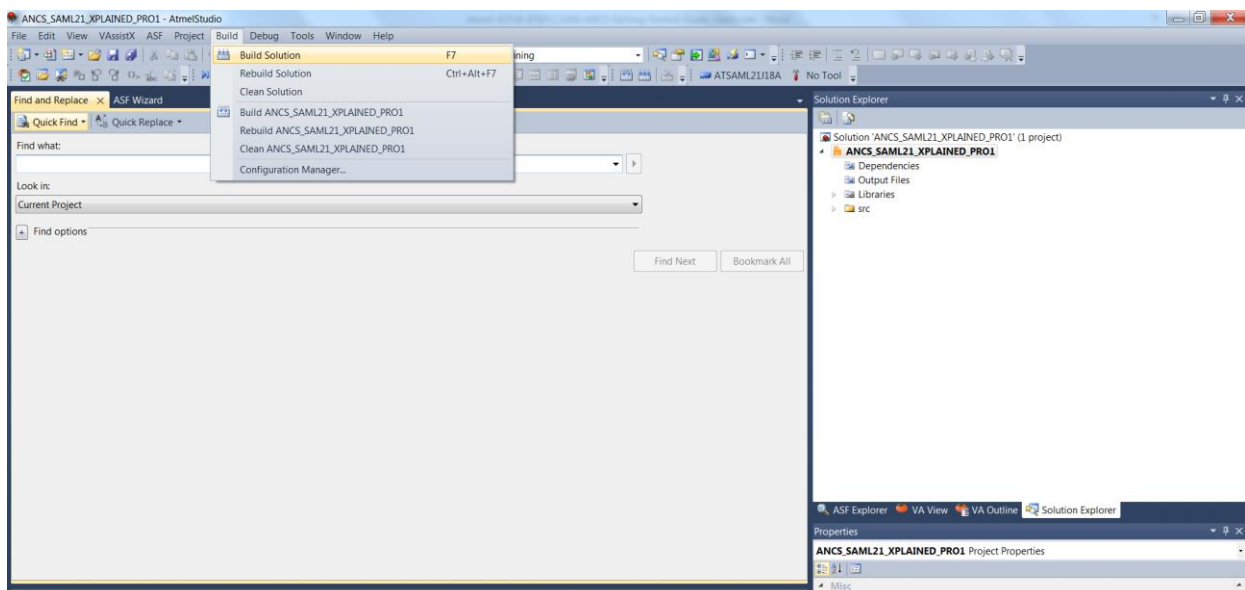 ANCS_SAML21_XPLAINED_PRO1 - AtmelStudio
File Edit View VAssistX ASF Project Build Debug Tools Window Help
Build Solution F7
Rebuild Solution Ctrl+Alt+F7
Clean Solution
Build ANCS_SAML21_XPLAINED_PRO1
Rebuild ANCS_SAML21_XPLAINED_PRO1
Clean ANCS_SAML21_XPLAINED_PRO1
Configuration Manager...
ining
ATSAML21J18A No Tool
Find and Replace ASF Wizard
Quick Find Quick Replace
Find what:
Look in:
Current Project
Find options
Find Next Bookmark All
Solution Explorer
Solution 'ANCS_SAML21_XPLAINED_PRO1' (1 project)
ANCS_SAML21_XPLAINED_PRO1
Dependencies
Output Files
Libraries
src
ASF Explorer VA View VA Outline Solution Explorer
Properties
ANCS_SAML21_XPLAINED_PRO1 Project Properties
Misc